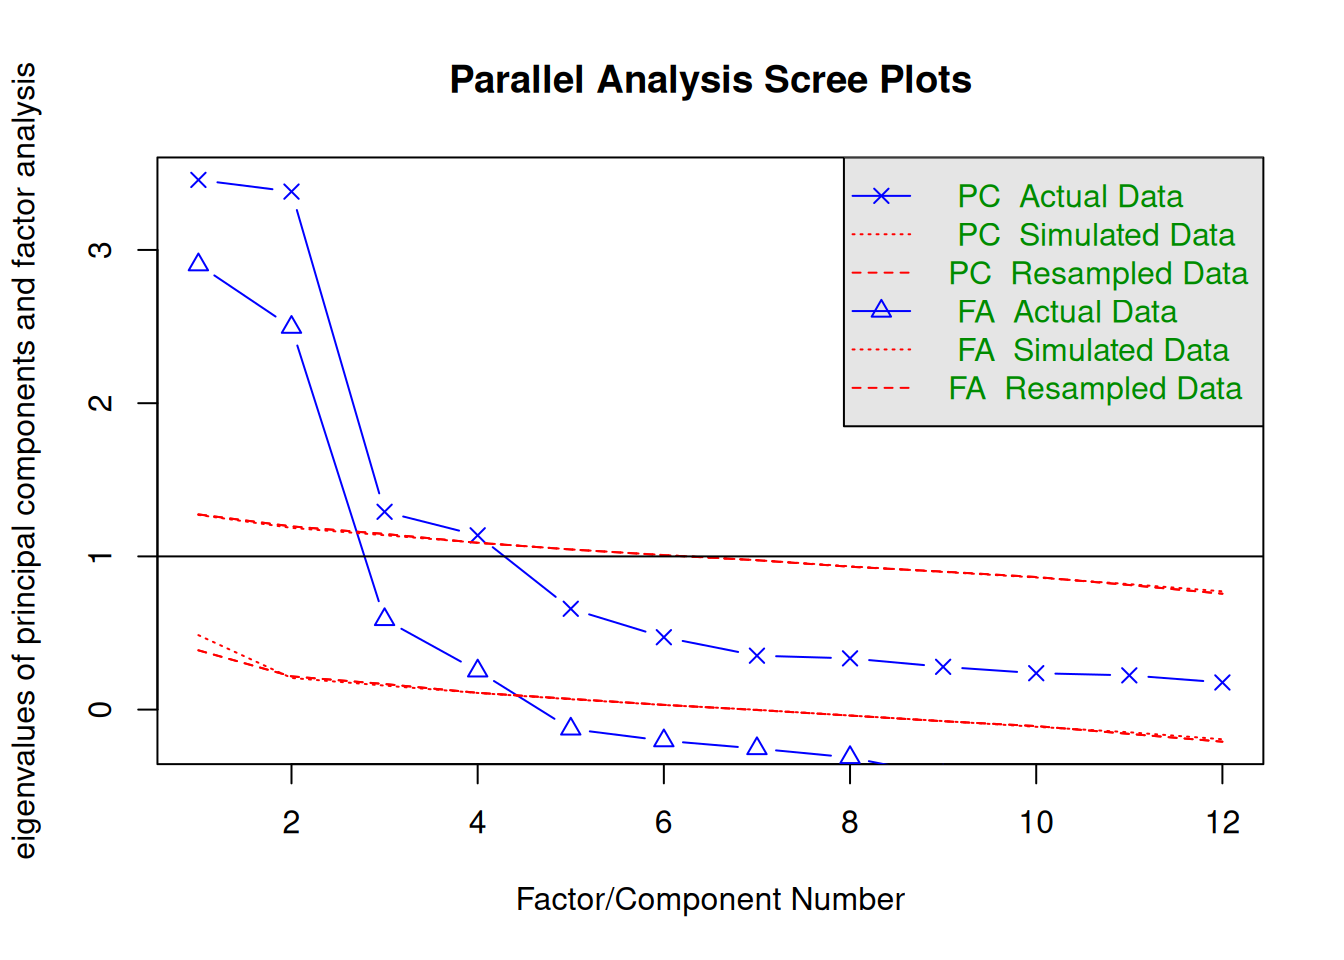 Parallel Analysis Scree Plots
eigenvalues of principal components and factor analysis
3
2
1
0
PC Actual Data
PC Simulated Data
PC Resampled Data
FA Actual Data
FA Simulated Data
FA Resampled Data
2 4 6 8 10 12
Factor/Component Number